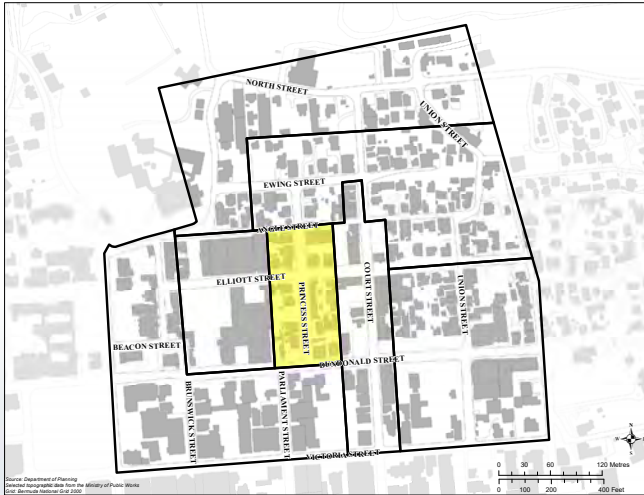 NORTH STREET
UNION STREET
EWING STREET
ANGLE STREET
ELLIOTT STREET
PRINCESS STREET
COURT STREET
UNION STREET
BEACON STREET
DUNDONALD STREET
BRUNSWICK STREET
PARLIAMENT STREET
VICTORIA STREET
N
W E
S
0 30 60 120 Metres
0 100 200 400 Feet
Source: Department of Planning
Selected topographic data from the Ministry of Public Works
Grid: Bermuda National Grid 2000